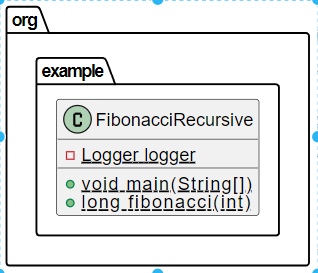 org
example
C FibonacciRecursive
Logger logger
void main(String[])
long fibonacci(int)